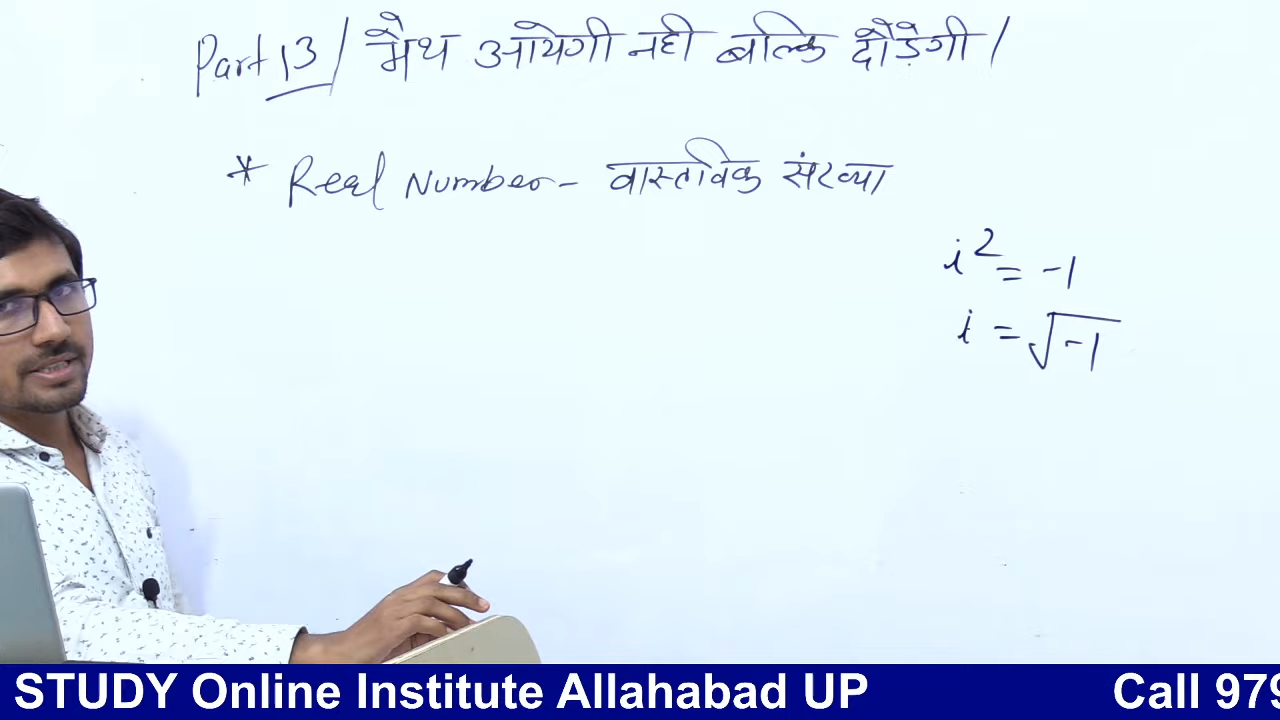 Part 13 / मैथ आयेगी नही बल्कि दौड़ेगी /
* Real Number - वास्तविक संख्या
i² = -1
i = √-1
STUDY Online Institute Allahabad UP Call 979